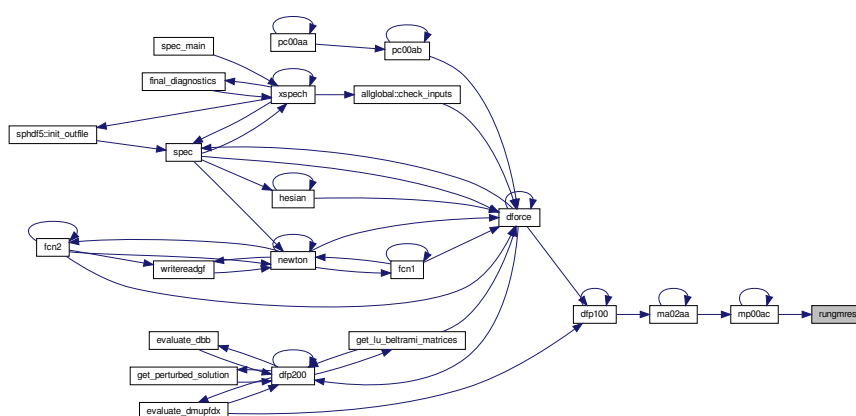 pc00aa
spec_main
pc00ab
final_diagnostics
xspech
allglobal::check_inputs
sphdf5::init_outfile
spec
hesian
dforce
fcn2
newton
writereadgf
fcn1
dfp100
ma02aa
mp00ac
rungmres
evaluate_dbb
get_lu_beltrami_matrices
get_perturbed_solution
dfp200
evaluate_dmupfdx